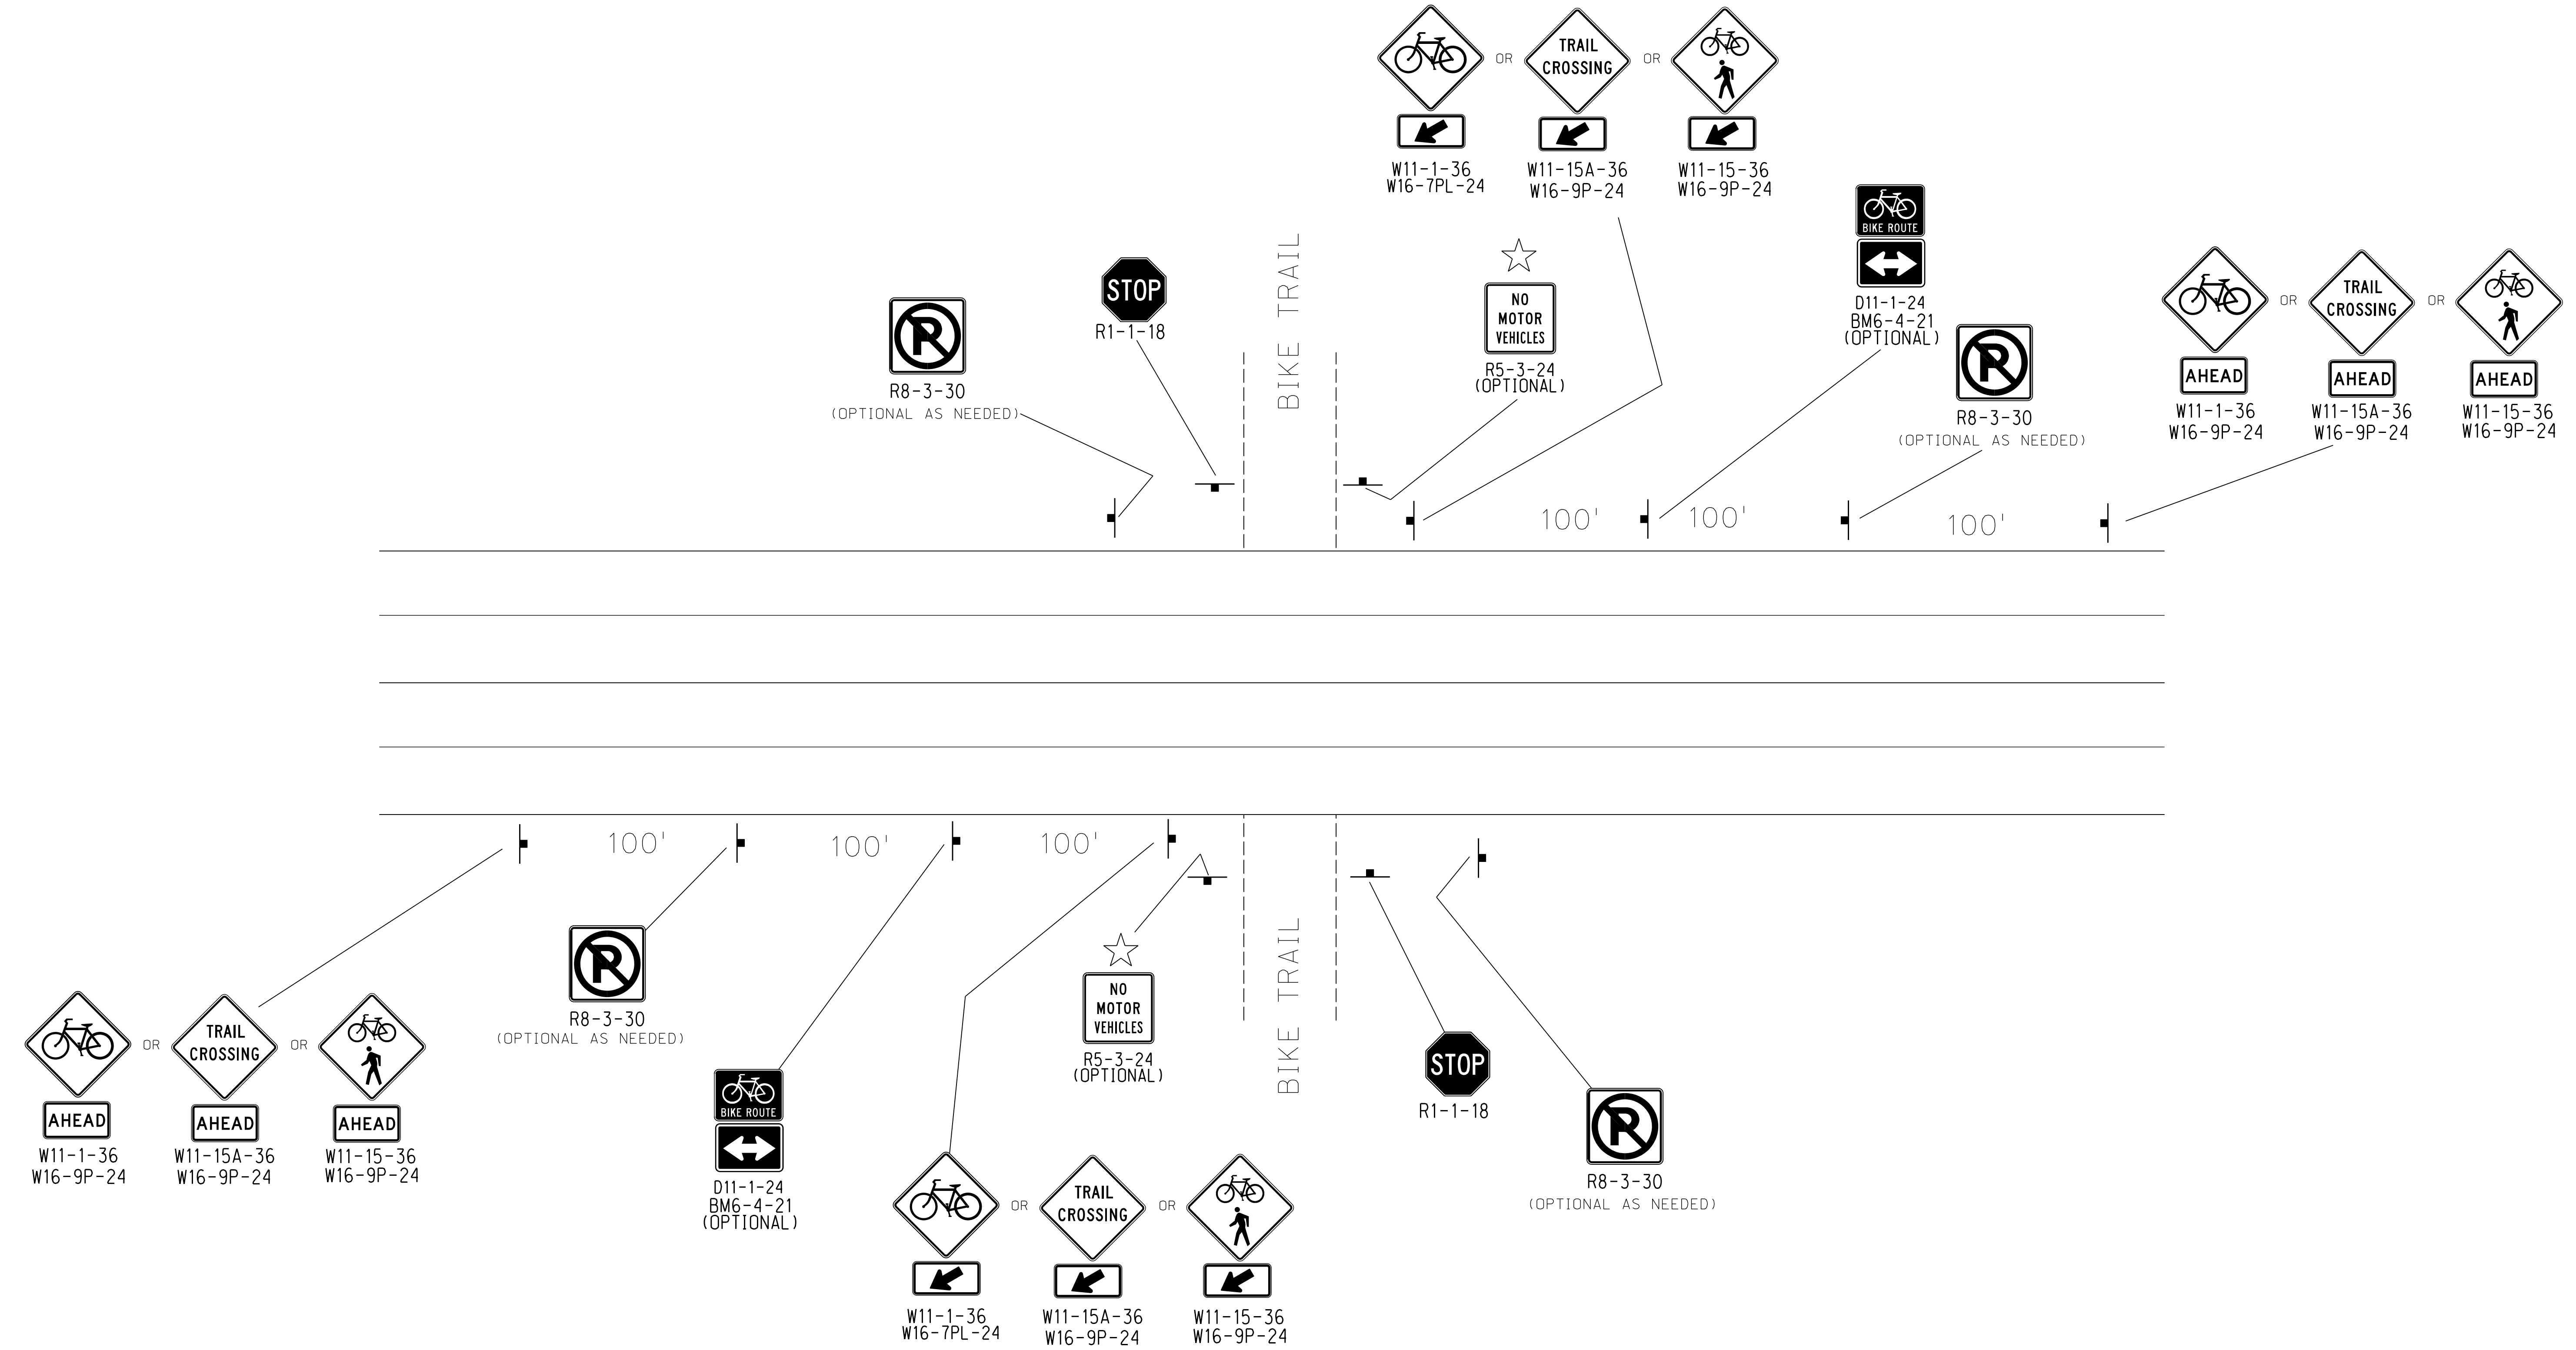 OR
TRAIL
CROSSING
OR
W11-1-36
W16-7PL-24
W11-15A-36
W16-9P-24
W11-15-36
W16-9P-24
BIKE ROUTE
D11-1-24
BM6-4-21
(OPTIONAL)
STOP
R1-1-18
BIKE TRAIL
NO
MOTOR
VEHICLES
R5-3-24
(OPTIONAL)
P
R8-3-30
(OPTIONAL AS NEEDED)
P
R8-3-30
(OPTIONAL AS NEEDED)
OR
TRAIL
CROSSING
OR
AHEAD
AHEAD
AHEAD
W11-1-36
W16-9P-24
W11-15A-36
W16-9P-24
W11-15-36
W16-9P-24
100'
100'
100'
100'
100'
100'
P
R8-3-30
(OPTIONAL AS NEEDED)
NO
MOTOR
VEHICLES
R5-3-24
(OPTIONAL)
BIKE TRAIL
STOP
R1-1-18
OR
TRAIL
CROSSING
OR
AHEAD
AHEAD
AHEAD
W11-1-36
W16-9P-24
W11-15A-36
W16-9P-24
W11-15-36
W16-9P-24
BIKE ROUTE
D11-1-24
BM6-4-21
(OPTIONAL)
P
R8-3-30
(OPTIONAL AS NEEDED)
OR
TRAIL
CROSSING
OR
W11-1-36
W16-7PL-24
W11-15A-36
W16-9P-24
W11-15-36
W16-9P-24